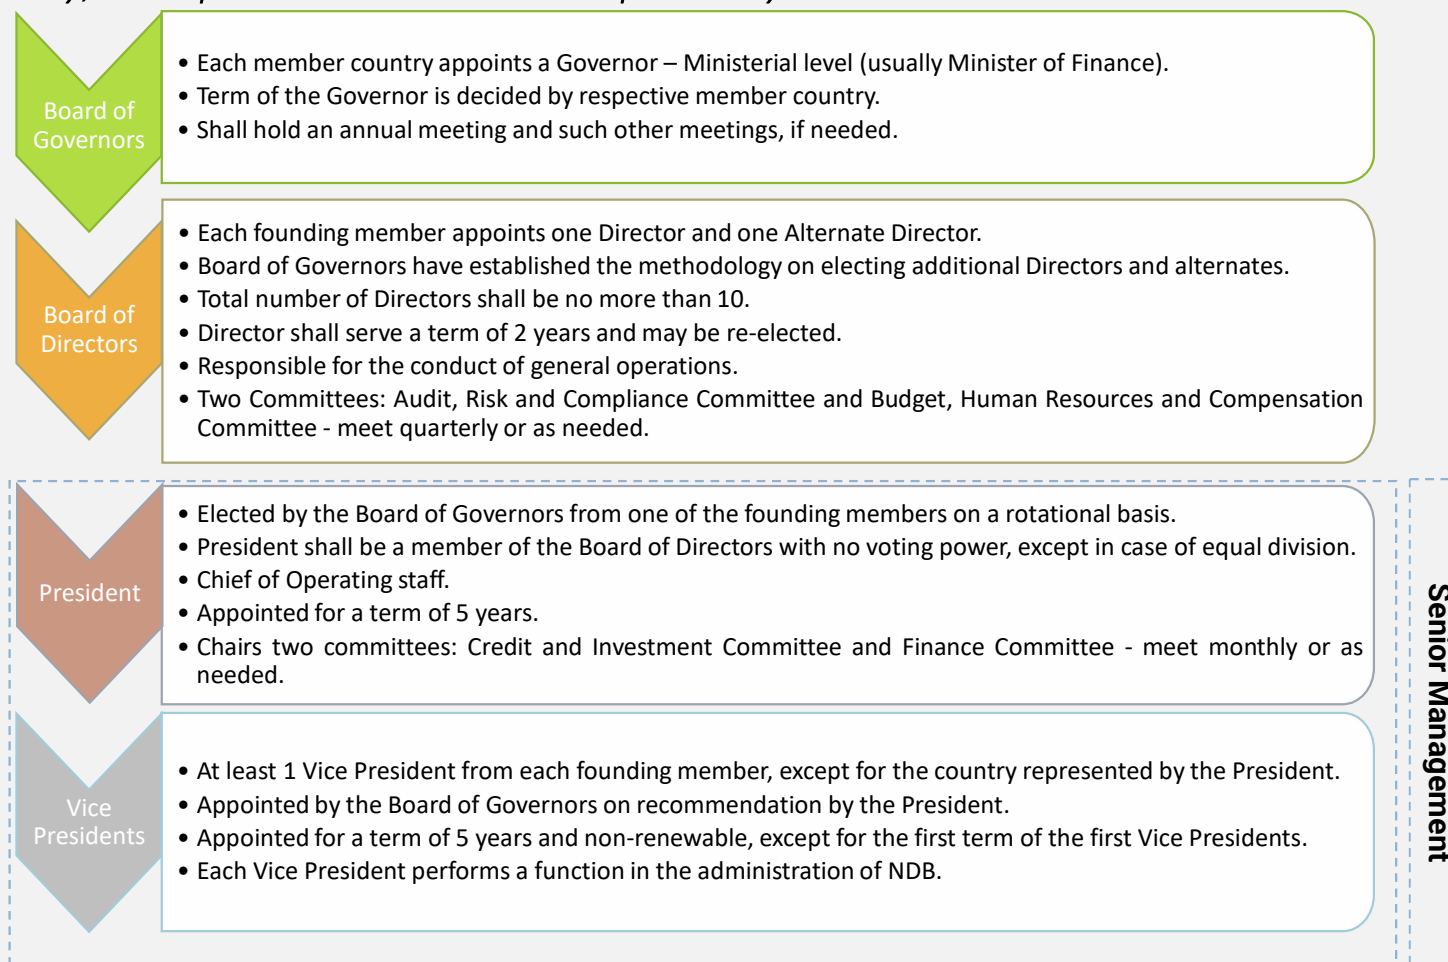 Board of
Governors
• Each member country appoints a Governor – Ministerial level (usually Minister of Finance).
• Term of the Governor is decided by respective member country.
• Shall hold an annual meeting and such other meetings, if needed.
Board of
Directors
• Each founding member appoints one Director and one Alternate Director.
• Board of Governors have established the methodology on electing additional Directors and alternates.
• Total number of Directors shall be no more than 10.
• Director shall serve a term of 2 years and may be re-elected.
• Responsible for the conduct of general operations.
• Two Committees: Audit, Risk and Compliance Committee and Budget, Human Resources and Compensation
Committee - meet quarterly or as needed.
President
• Elected by the Board of Governors from one of the founding members on a rotational basis.
• President shall be a member of the Board of Directors with no voting power, except in case of equal division.
• Chief of Operating staff.
• Appointed for a term of 5 years.
• Chairs two committees: Credit and Investment Committee and Finance Committee - meet monthly or as
needed.
Vice
Presidents
• At least 1 Vice President from each founding member, except for the country represented by the President.
• Appointed by the Board of Governors on recommendation by the President.
• Appointed for a term of 5 years and non-renewable, except for the first term of the first Vice Presidents.
• Each Vice President performs a function in the administration of NDB.
Senior Management